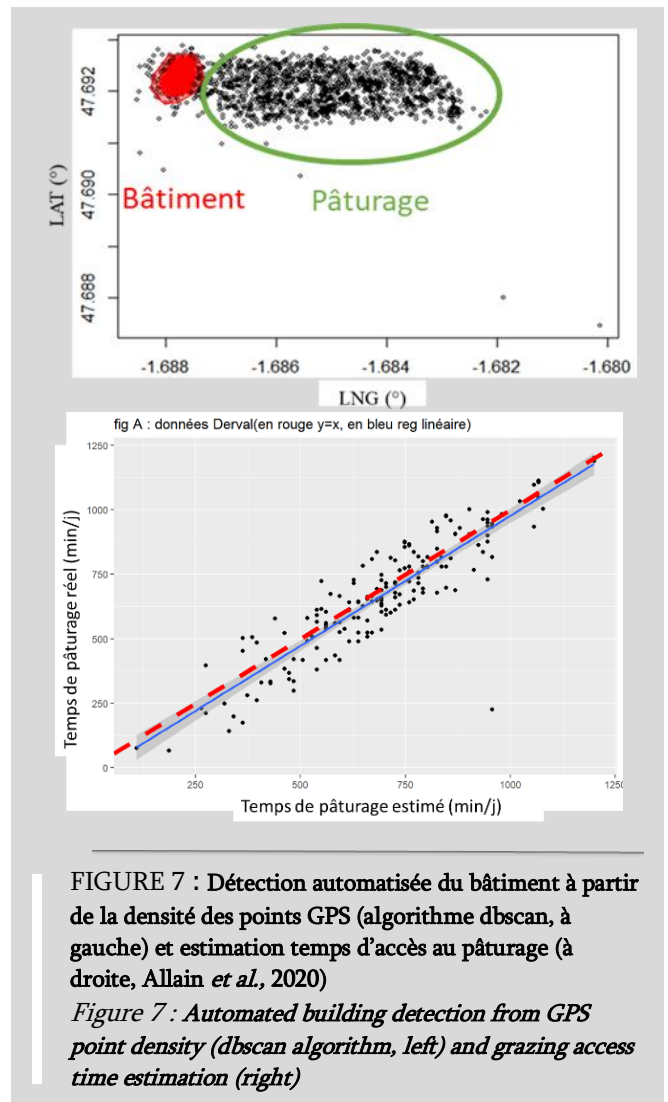 47.692
47.690
47.688
LAT (°)
Bâtiment
Pâturage
-1.688 -1.686 -1.684 -1.682 -1.680
LNG (°)
fig A : données Derval(en rouge y=x, en bleu reg linéaire)
1250
1000
750
500
250
0
Temps de pâturage réel (min/j)
250 500 750 1000 1250
Temps de pâturage estimé (min/j)
FIGURE 7 : Détection automatisée du bâtiment à partir
de la densité des points GPS (algorithme dbscan, à
gauche) et estimation temps d’accès au pâturage (à
droite, Allain et al., 2020)
Figure 7 : Automated building detection from GPS
point density (dbscan algorithm, left) and grazing access
time estimation (right)